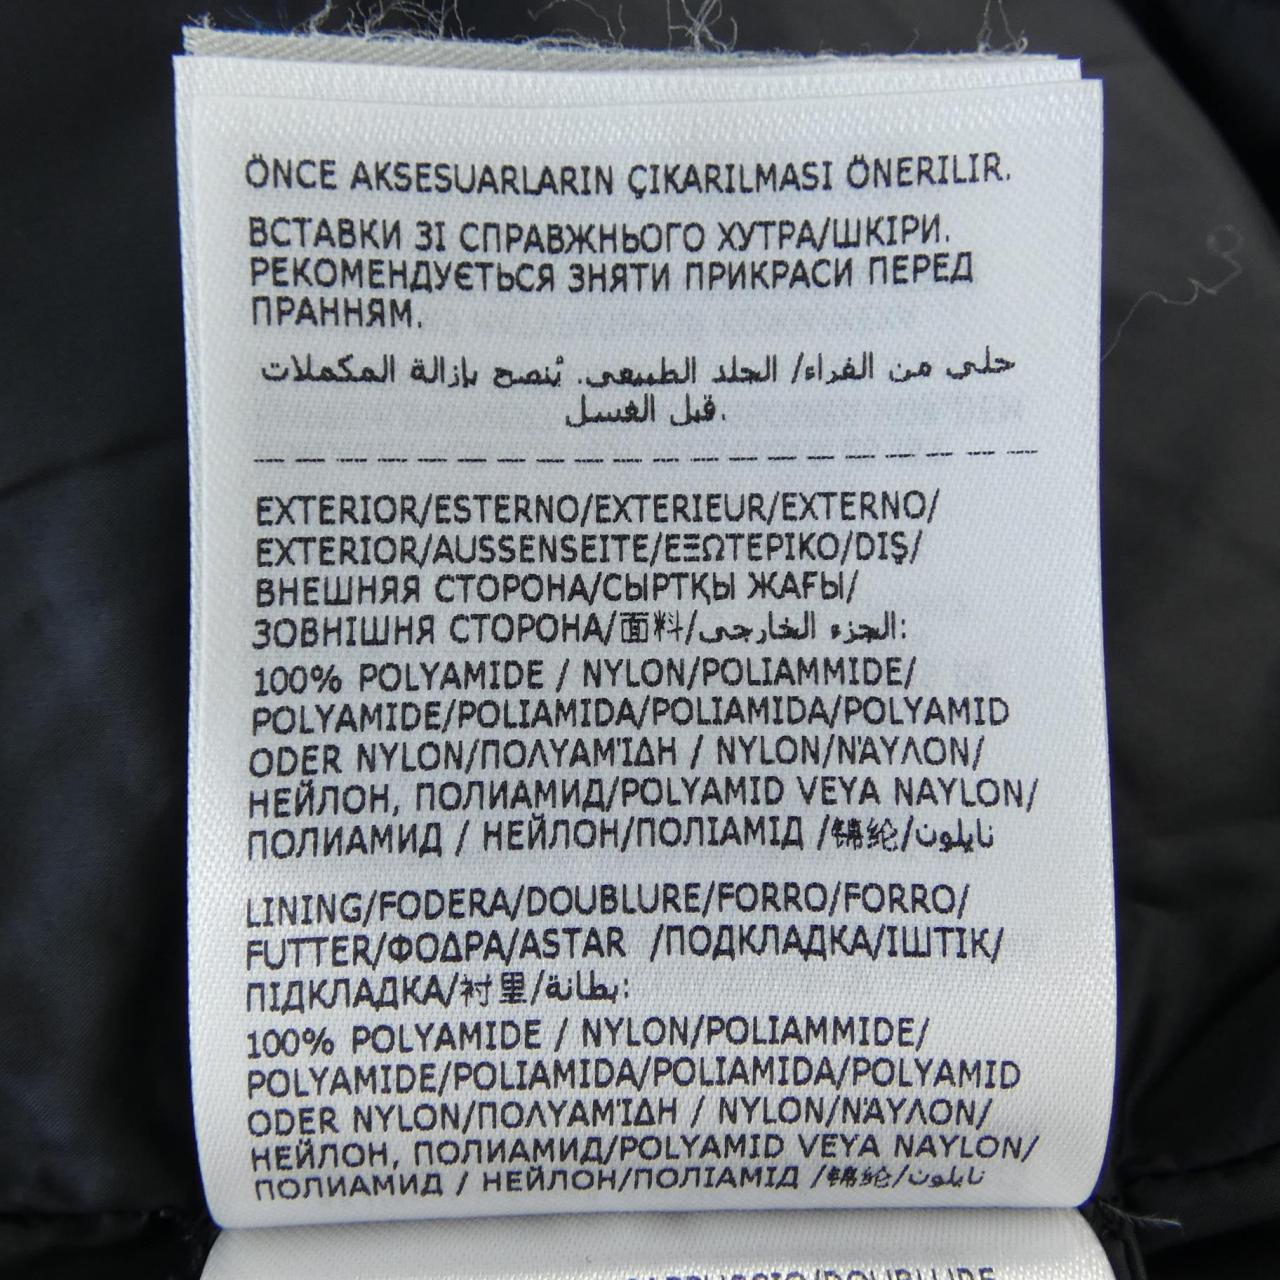 ÖNCE AKSESUARLARIN ÇIKARILMASI ÖNERILIR.
ВСТАВКИ ЗІ СПРАВЖНЬОГО ХУТРА/ШКІРИ.
РЕКОМЕНДУЄТЬСЯ ЗНЯТИ ПРИКРАСИ ПЕРЕД
ПРАННЯМ.
حلي من الفراء/ الجلد الطبيعي. يُنصح بإزالة المكملات
قبل الغسل.
EXTERIOR/ESTERNO/EXTERIEUR/EXTERNO/
EXTERIOR/AUSSENSEITE/ΕΞΩΤΕΡΙΚΟ/DIŞ/
ВНЕШНЯЯ СТОРОНА/СЫРТҚЫ ЖАҒЫ/
ЗОВНІШНЯ СТОРОНА/面料/الجزء الخارجي:
100% POLYAMIDE / NYLON/POLIAMMIDE/
POLYAMIDE/POLIAMIDA/POLIAMIDA/POLYAMID
ODER NYLON/ΠΟΛΥΑΜΊΔΗ / NYLON/ΝΆΥΛΟΝ/
НЕЙЛОН, ПОЛИАМИД/POLYAMID VEYA NAYLON/
ПОЛИАМИД / НЕЙЛОН/ПОЛІАМІД /锦纶/نايلون
LINING/FODERA/DOUBLURE/FORRO/FORRO/
FUTTER/ΦΟΔΡΑ/ASTAR /ПОДКЛАДКА/ІШТІК/
ПІДКЛАДКА/衬里/بطانة:
100% POLYAMIDE / NYLON/POLIAMMIDE/
POLYAMIDE/POLIAMIDA/POLIAMIDA/POLYAMID
ODER NYLON/ΠΟΛΥΑΜΊΔΗ / NYLON/ΝΆΥΛΟΝ/
НЕЙЛОН, ПОЛИАМИД/POLYAMID VEYA NAYLON/
ПОЛИАМИД / НЕЙЛОН/ПОЛІАМІД /锦纶/نايلون